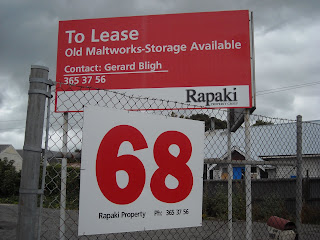 To Lease
Old Maltworks-Storage Available
Contact: Gerard Bligh
365 37 56
Rapaki
68
Rapaki Property Ph: 365 37 56